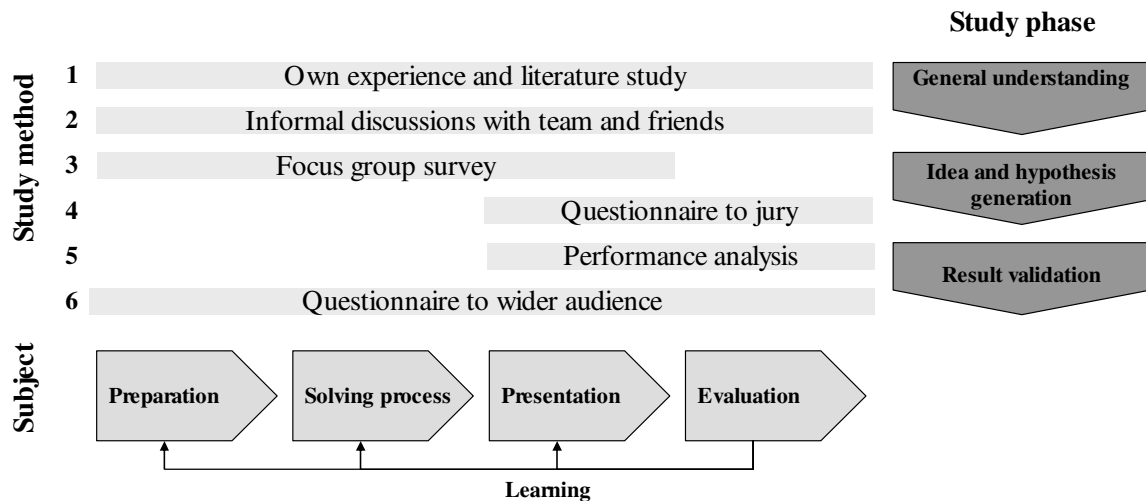 Study phase
Study method
1
Own experience and literature study
General understanding
2
Informal discussions with team and friends
3
Focus group survey
Idea and hypothesis
generation
4
Questionnaire to jury
5
Performance analysis
Result validation
6
Questionnaire to wider audience
Subject
Preparation
Solving process
Presentation
Evaluation
Learning